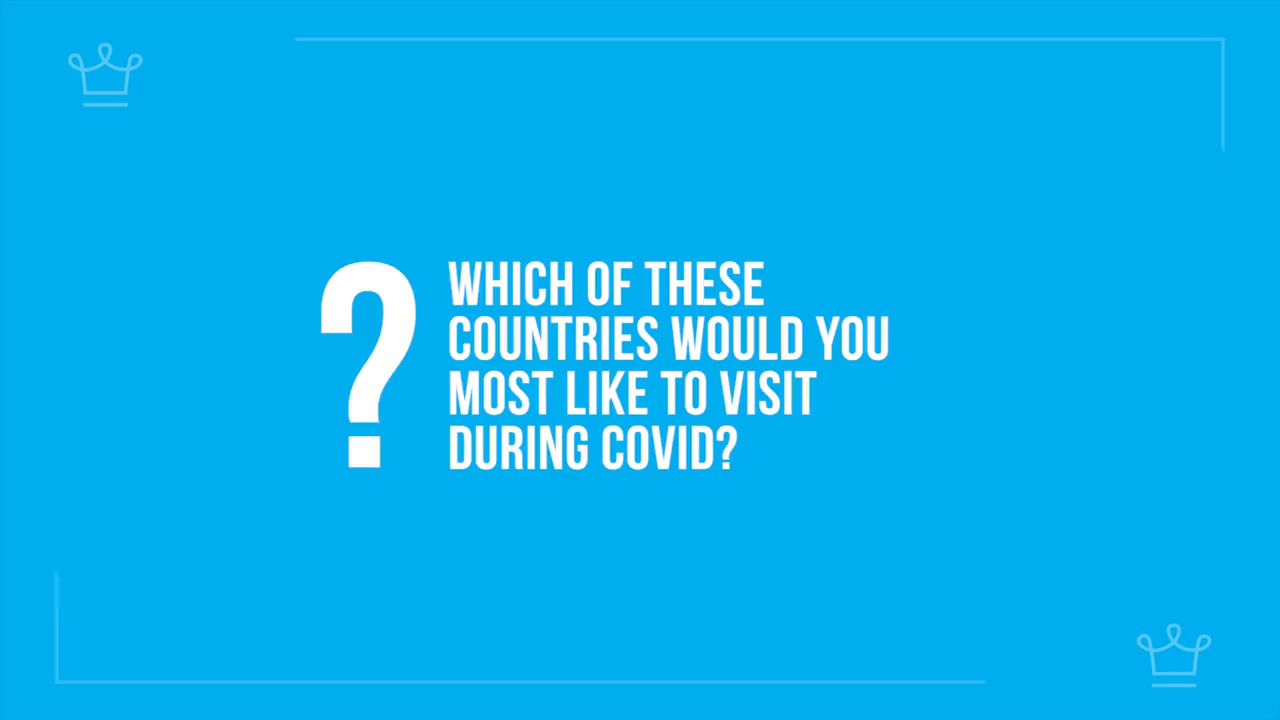 ?
WHICH OF THESE
COUNTRIES WOULD YOU
MOST LIKE TO VISIT
DURING COVID?